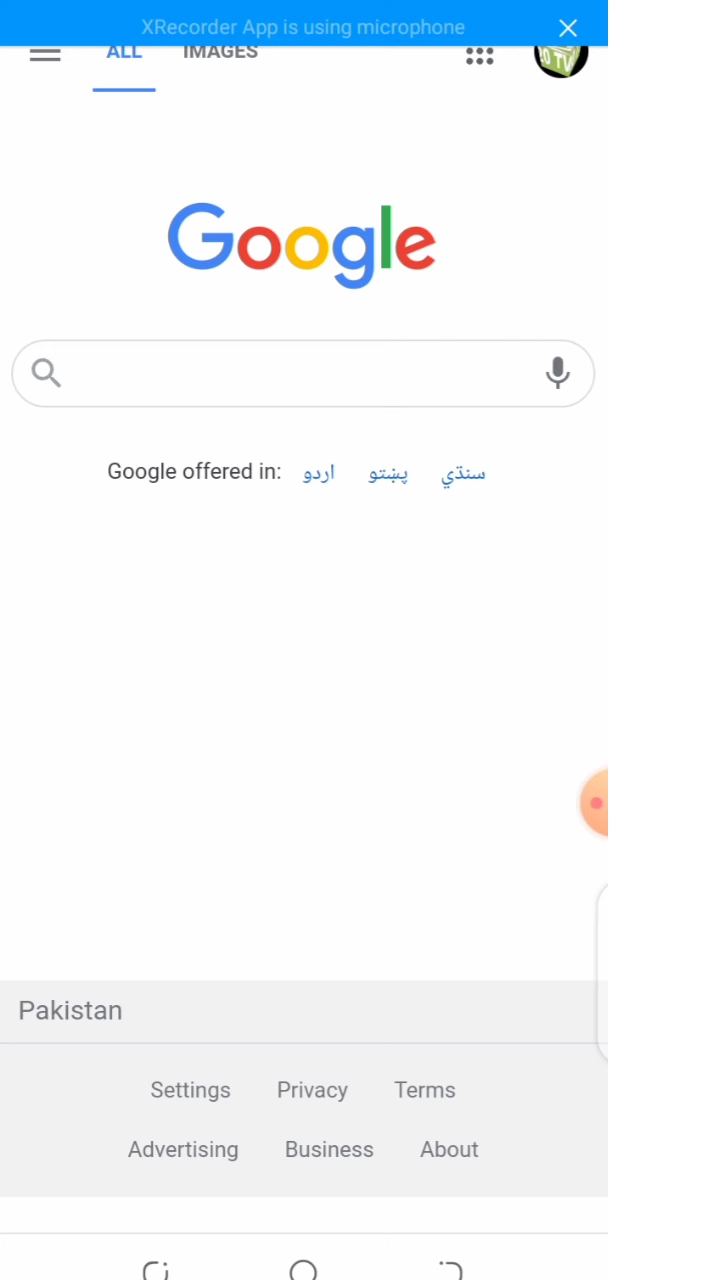 XRecorder App is using microphone
ALL IMAGES
TV
Google
Google offered in: اردو پښتو سنڌي
Pakistan
Settings Privacy Terms
Advertising Business About